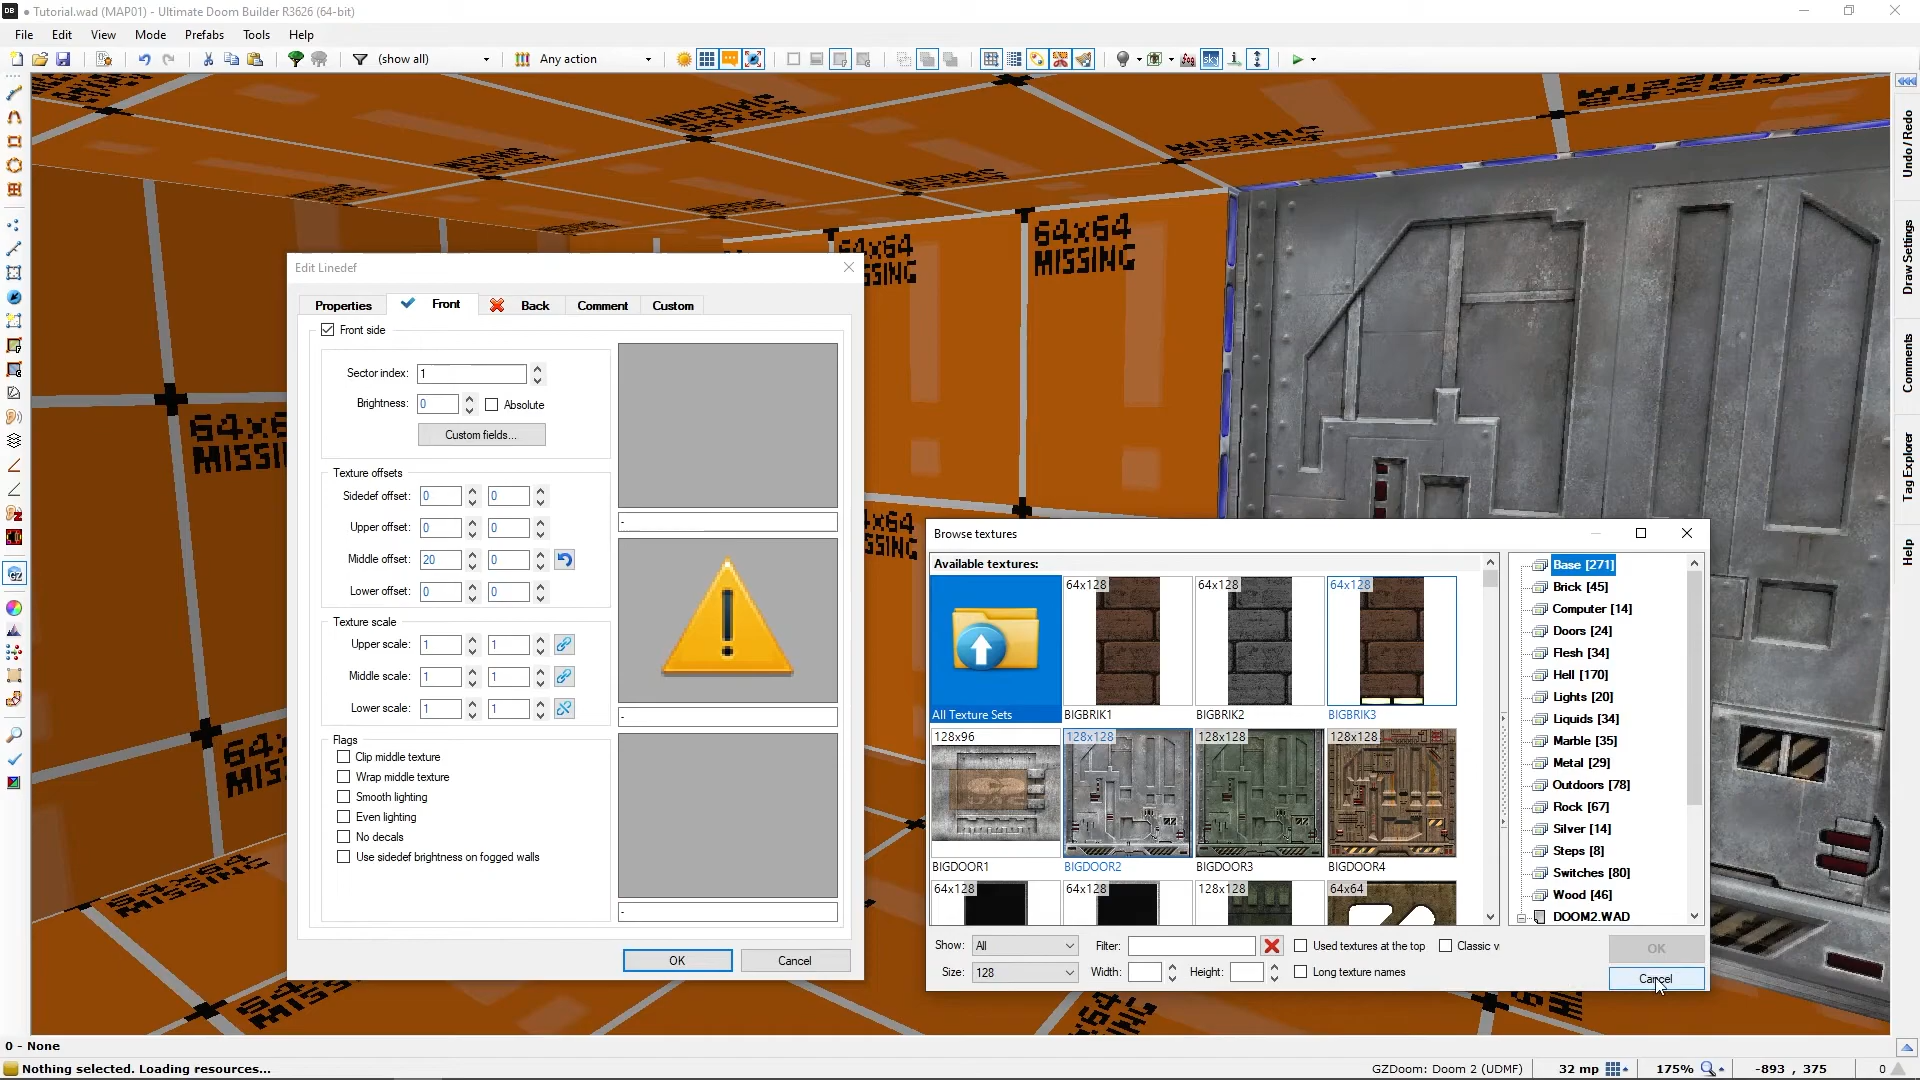 DB • Tutorial.wad (MAP01) - Ultimate Doom Builder R3626 (64-bit)
File Edit View Mode Prefabs Tools Help
(show all) Any action
64x64
MISSING
64x64
MISSING
Undo / Redo
Draw Settings
Comments
Tag Explorer
Help
Edit Linedef
Properties Front Back Comment Custom
Front side
Sector index: 1
Brightness: 0 Absolute
Custom fields...
Texture offsets
Sidedef offset: 0 0
Upper offset: 0 0
Middle offset: 20 0
Lower offset: 0 0
Texture scale
Upper scale: 1 1
Middle scale: 1 1
Lower scale: 1 1
Flags
Clip middle texture
Wrap middle texture
Smooth lighting
Even lighting
No decals
Use sidedef brightness on fogged walls
-
-
-
OK Cancel
Browse textures
Available textures:
All Texture Sets
64x128 BIGBRIK1
64x128 BIGBRIK2
64x128 BIGBRIK3
128x96 BIGDOOR1
128x128 BIGDOOR2
128x128 BIGDOOR3
128x128 BIGDOOR4
64x128 64x128 128x128 64x64
Base [271]
Brick [45]
Computer [14]
Doors [24]
Flesh [34]
Hell [170]
Lights [20]
Liquids [34]
Marble [35]
Metal [29]
Outdoors [78]
Rock [67]
Silver [14]
Steps [8]
Switches [80]
Wood [46]
DOOM2.WAD
Show: All Filter: Used textures at the top Classic v
Size: 128 Width: Height: Long texture names
OK
Cancel
0 - None
Nothing selected. Loading resources...
GZDoom: Doom 2 (UDMF) 32 mp 175% -893 , 375 0